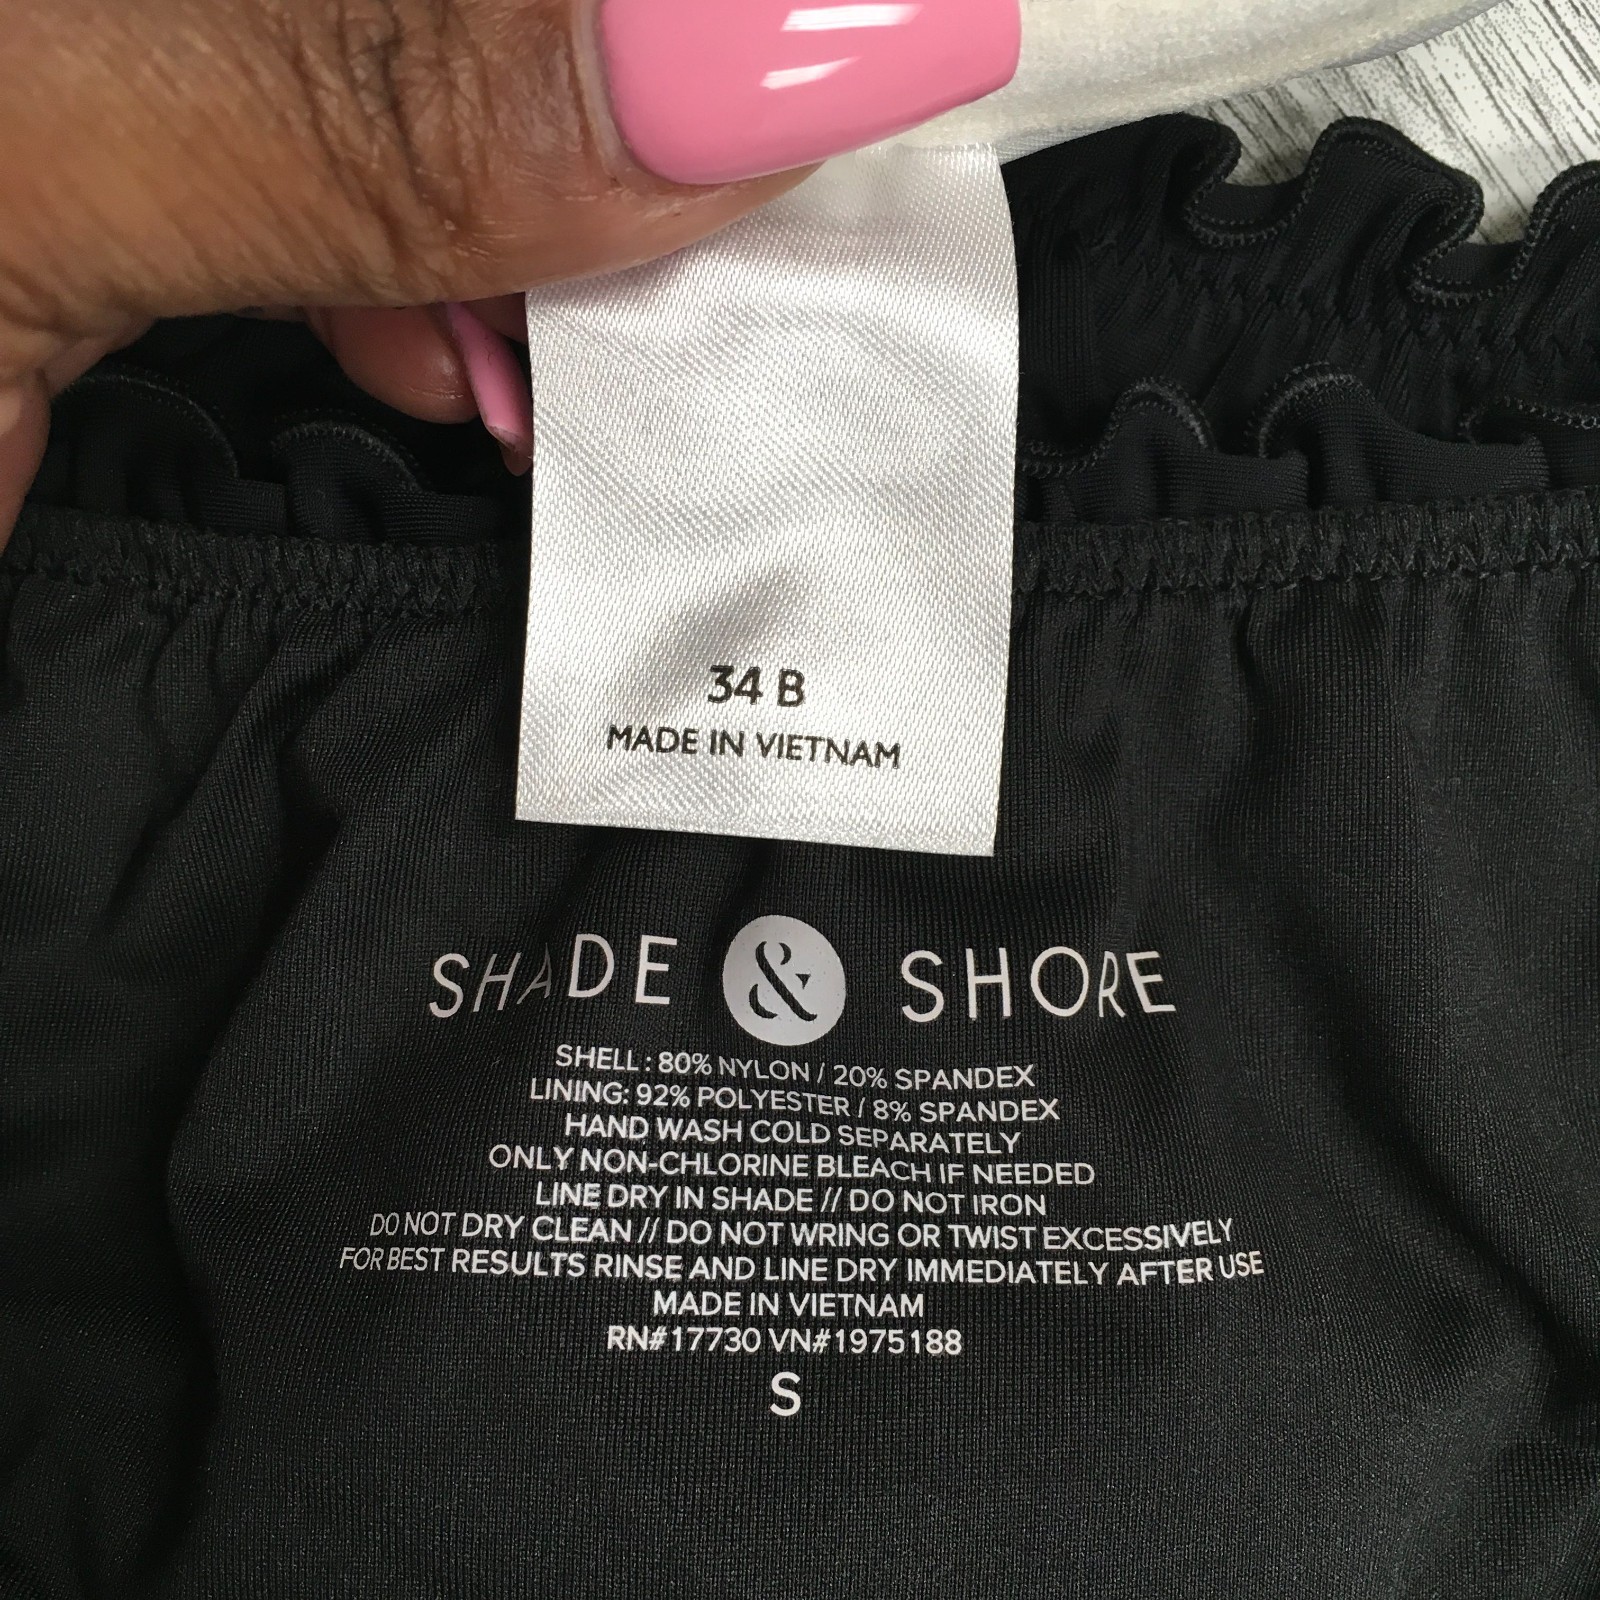 34 B
MADE IN VIETNAM
SHADE & SHORE
SHELL : 80% NYLON / 20% SPANDEX
LINING: 92% POLYESTER / 8% SPANDEX
HAND WASH COLD SEPARATELY
ONLY NON-CHLORINE BLEACH IF NEEDED
LINE DRY IN SHADE // DO NOT IRON
DO NOT DRY CLEAN // DO NOT WRING OR TWIST EXCESSIVELY
FOR BEST RESULTS RINSE AND LINE DRY IMMEDIATELY AFTER USE
MADE IN VIETNAM
RN#17730 VN#1975188
S